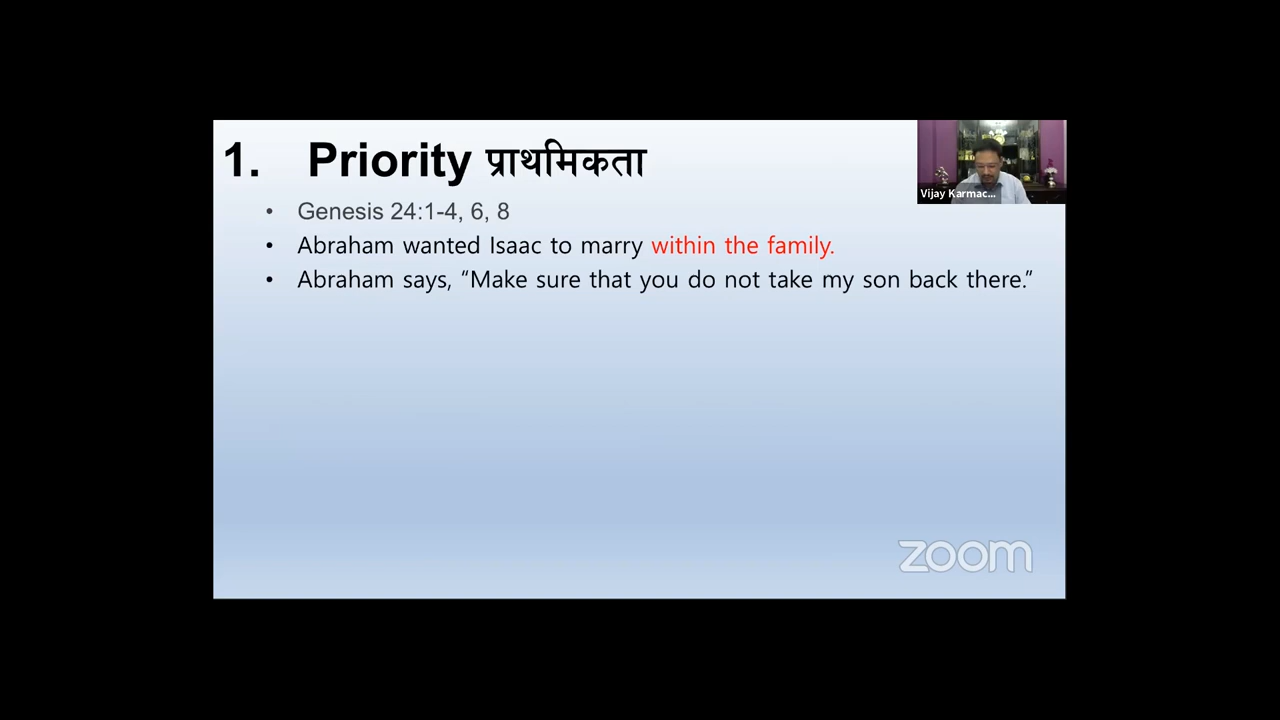 1. Priority प्राथमिकता
• Genesis 24:1-4, 6, 8
• Abraham wanted Isaac to marry within the family.
• Abraham says, “Make sure that you do not take my son back there.”
Vijay Karmac...
zoom